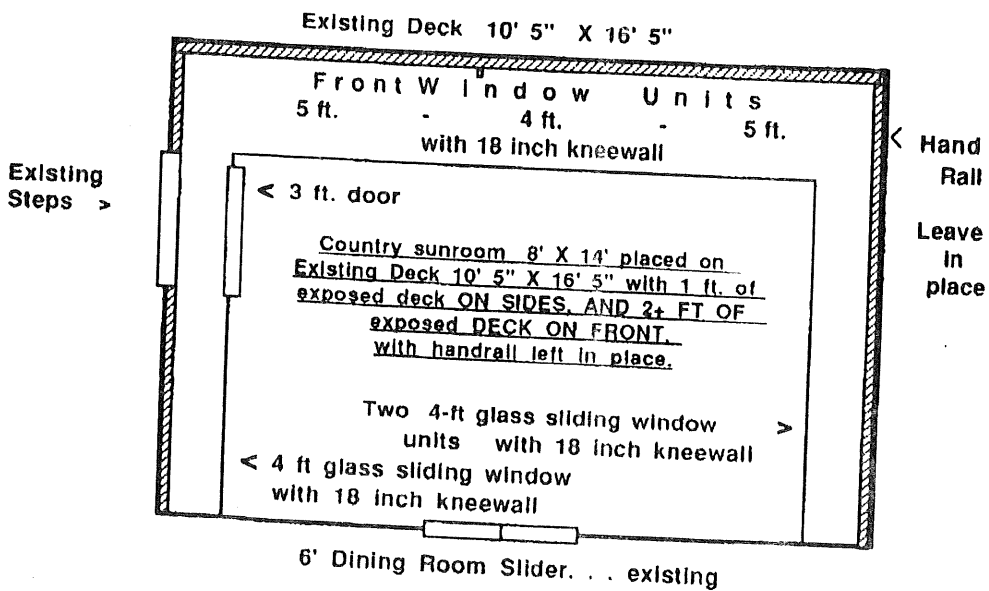 Existing Deck 10' 5" X 16' 5"
Front Window Units
5 ft. - 4 ft. - 5 ft.
with 18 inch kneewall
< Hand
Rail
Existing
Steps >
< 3 ft. door
Leave
in
place
Country sunroom 8' X 14' placed on
Existing Deck 10' 5" X 16' 5" with 1 ft. of
exposed deck ON SIDES, AND 2+ FT OF
exposed DECK ON FRONT.
with handrail left in place.
Two 4-ft glass sliding window >
units with 18 inch kneewall
< 4 ft glass sliding window
with 18 inch kneewall
6' Dining Room Slider. . . existing